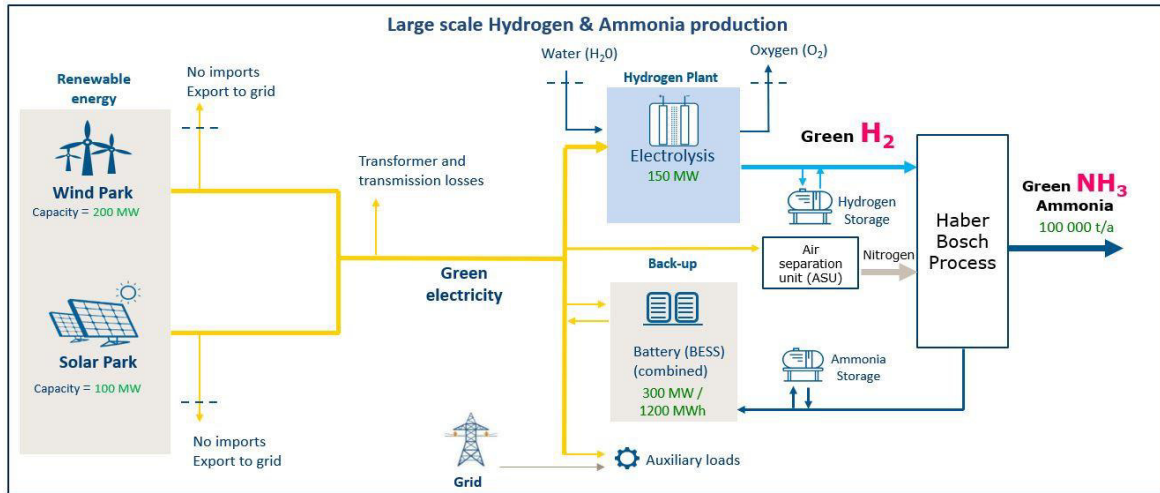 Large scale Hydrogen & Ammonia production
Renewable
energy
No imports
Export to grid
Wind Park
Capacity = 200 MW
Solar Park
Capacity = 100 MW
No imports
Export to grid
Transformer and
transmission losses
Green
electricity
Water (H₂0)
Oxygen (O₂)
Hydrogen Plant
Electrolysis
150 MW
Green H₂
Hydrogen
Storage
Air
separation
unit (ASU)
Nitrogen
Haber
Bosch
Process
Green NH₃
Ammonia
100 000 t/a
Back-up
Battery (BESS)
(combined)
300 MW /
1200 MWh
Ammonia
Storage
Grid
Auxiliary loads